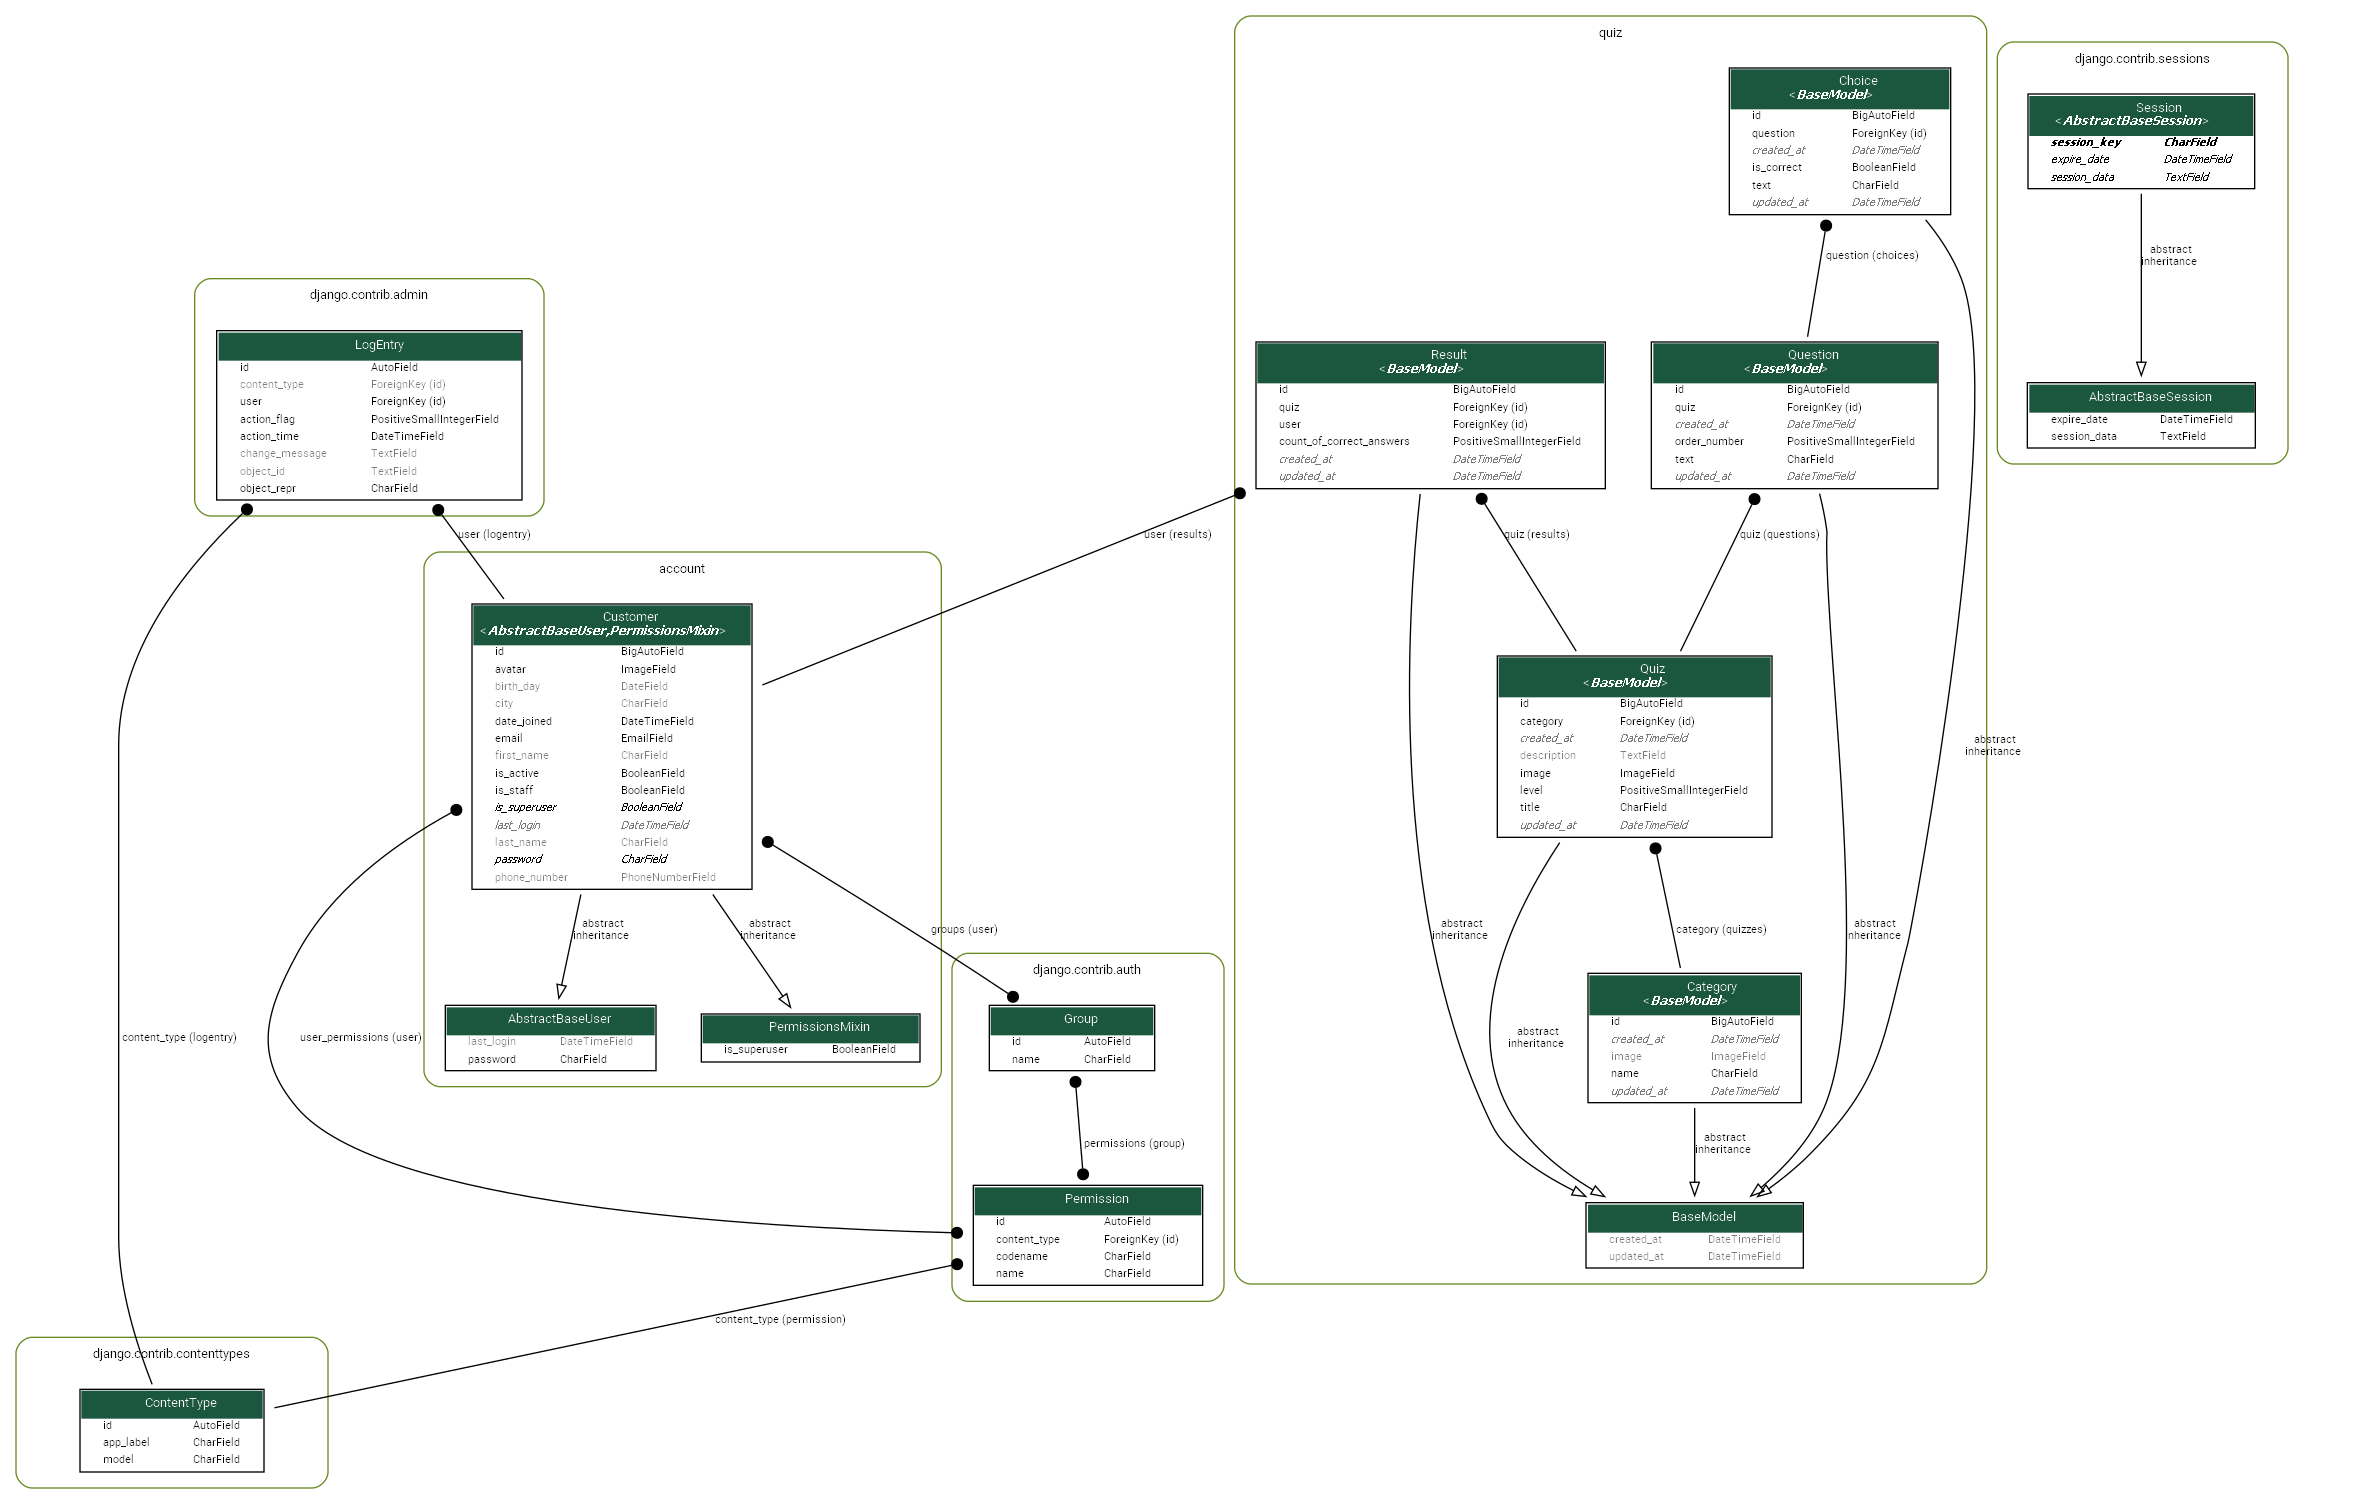 quiz
Choice
<BaseModel>
id BigAutoField
question ForeignKey (id)
created_at DateTimeField
is_correct BooleanField
text CharField
updated_at DateTimeField
question (choices)
Result
<BaseModel>
id BigAutoField
quiz ForeignKey (id)
user ForeignKey (id)
count_of_correct_answers PositiveSmallIntegerField
created_at DateTimeField
updated_at DateTimeField
Question
<BaseModel>
id BigAutoField
quiz ForeignKey (id)
created_at DateTimeField
order_number PositiveSmallIntegerField
text CharField
updated_at DateTimeField
user (results)
quiz (results)
quiz (questions)
Quiz
<BaseModel>
id BigAutoField
category ForeignKey (id)
created_at DateTimeField
description TextField
image ImageField
level PositiveSmallIntegerField
title CharField
updated_at DateTimeField
abstract
inheritance
abstract
inheritance
category (quizzes)
abstract
inheritance
Category
<BaseModel>
id BigAutoField
created_at DateTimeField
image ImageField
name CharField
updated_at DateTimeField
abstract
inheritance
abstract
inheritance
BaseModel
created_at DateTimeField
updated_at DateTimeField
django.contrib.sessions
Session
<AbstractBaseSession>
session_key CharField
expire_date DateTimeField
session_data TextField
abstract
inheritance
AbstractBaseSession
expire_date DateTimeField
session_data TextField
django.contrib.admin
LogEntry
id AutoField
content_type ForeignKey (id)
user ForeignKey (id)
action_flag PositiveSmallIntegerField
action_time DateTimeField
change_message TextField
object_id TextField
object_repr CharField
user (logentry)
account
Customer
<AbstractBaseUser,PermissionsMixin>
id BigAutoField
avatar ImageField
birth_day DateField
city CharField
date_joined DateTimeField
email EmailField
first_name CharField
is_active BooleanField
is_staff BooleanField
is_superuser BooleanField
last_login DateTimeField
last_name CharField
password CharField
phone_number PhoneNumberField
abstract
inheritance
abstract
inheritance
groups (user)
AbstractBaseUser
last_login DateTimeField
password CharField
PermissionsMixin
is_superuser BooleanField
content_type (logentry)
user_permissions (user)
django.contrib.auth
Group
id AutoField
name CharField
permissions (group)
Permission
id AutoField
content_type ForeignKey (id)
codename CharField
name CharField
content_type (permission)
django.contrib.contenttypes
ContentType
id AutoField
app_label CharField
model CharField